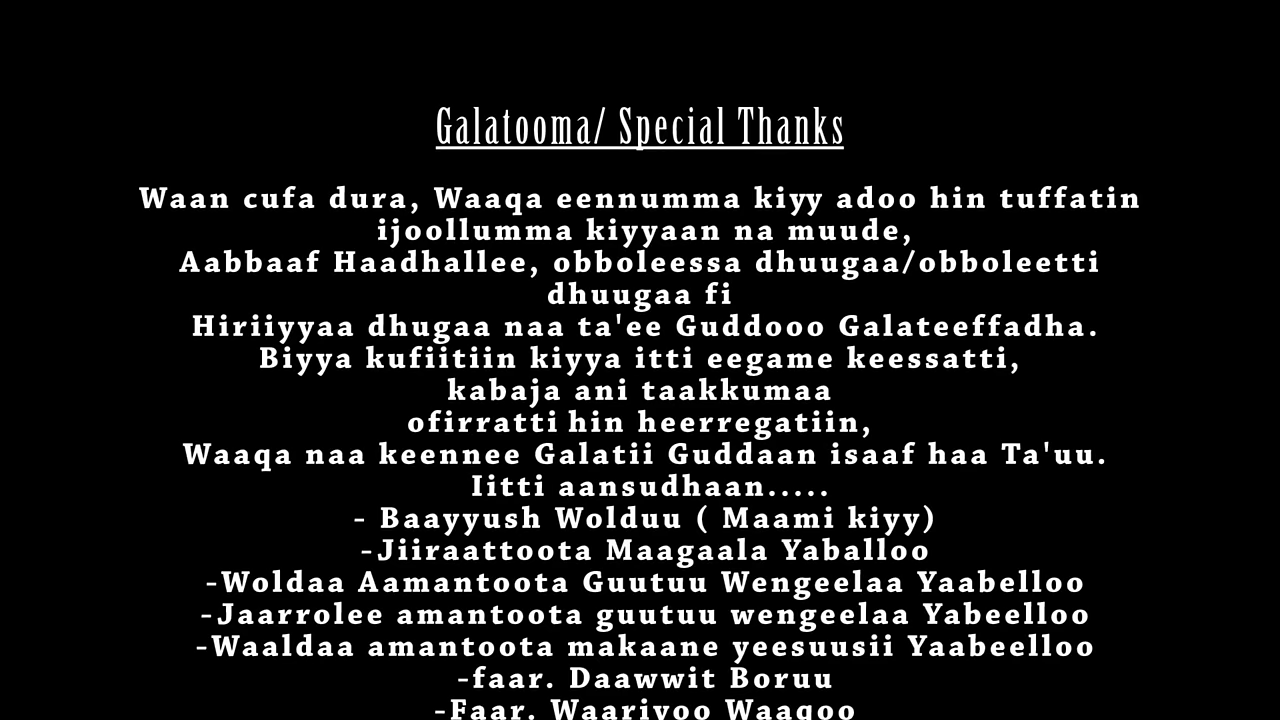 Galatooma/ Special Thanks
Waan cufa dura, Waaqa eennumma kiyy adoo hin tuffatin
ijoollumma kiyyaan na muude,
Aabbaaf Haadhallee, obboleessa dhuugaa/obboleetti
dhuugaa fi
Hiriiyyaa dhugaa naa ta'ee Guddooo Galateeffadha.
Biyya kufiitiin kiyya itti eegame keessatti,
kabaja ani taakkumaa
ofirratti hin heerregatiin,
Waaqa naa keennee Galatii Guddaan isaaf haa Ta'uu.
Iitti aansudhaan.....
- Baayyush Wolduu ( Maami kiyy)
-Jiiraattoota Maagaala Yaballoo
-Woldaa Aamantoota Guutuu Wengeelaa Yaabelloo
-Jaarrolee amantoota guutuu wengeelaa Yabeelloo
-Waaldaa amantoota makaane yeesuusii Yaabeelloo
-faar. Daawwit Boruu
-Faar. Waariyoo Waaqoo